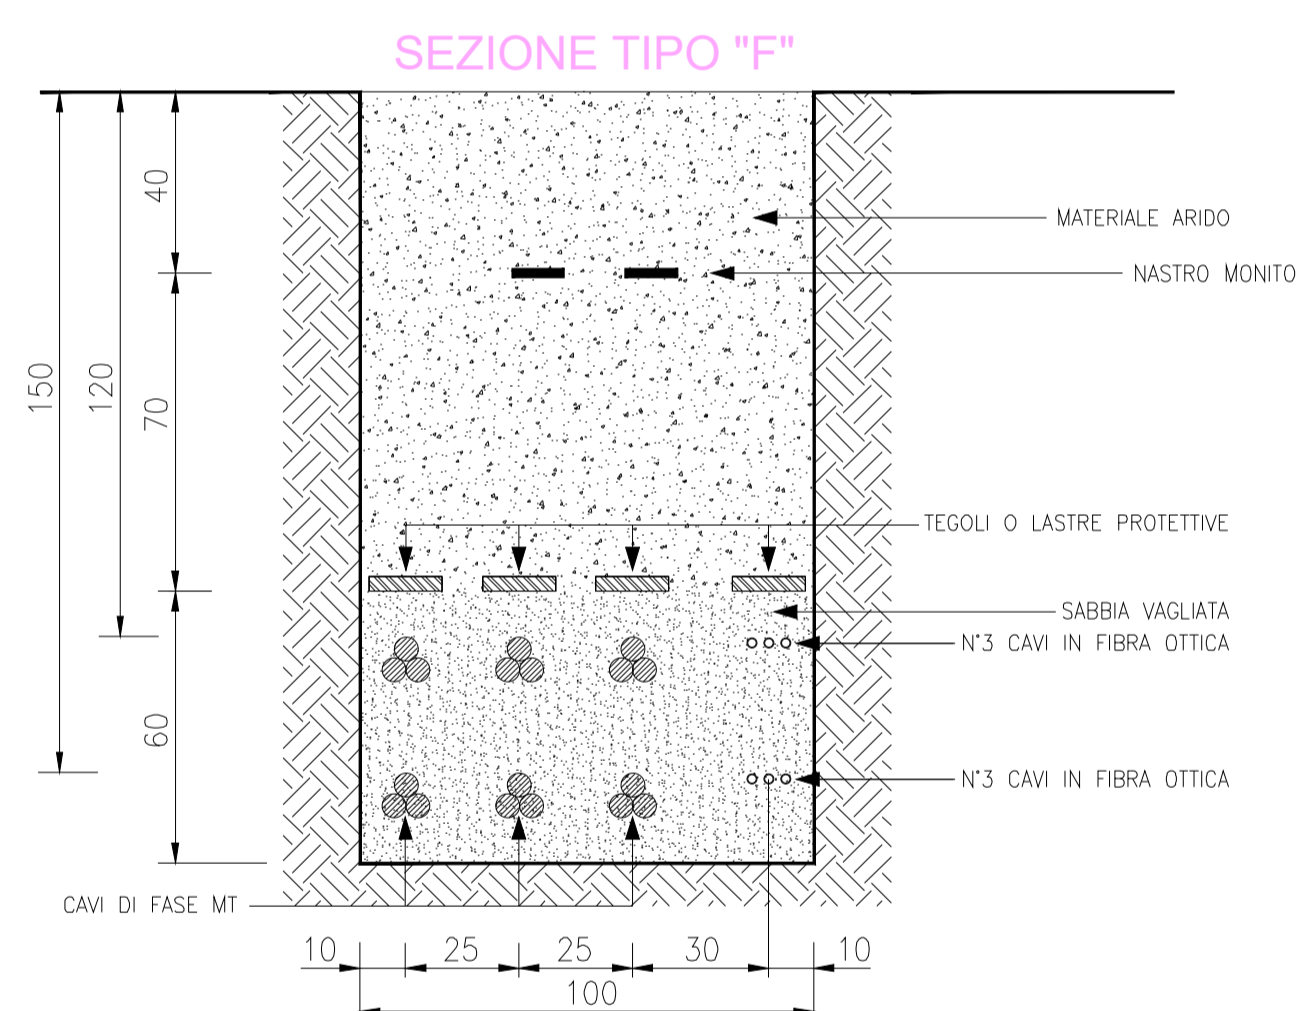 SEZIONE TIPO "F"
40
MATERIALE ARIDO
NASTRO MONITO
150
120
70
TEGOLI O LASTRE PROTETTIVE
SABBIA VAGLIATA
N°3 CAVI IN FIBRA OTTICA
60
N°3 CAVI IN FIBRA OTTICA
CAVI DI FASE MT
10 25 25 30 10
100